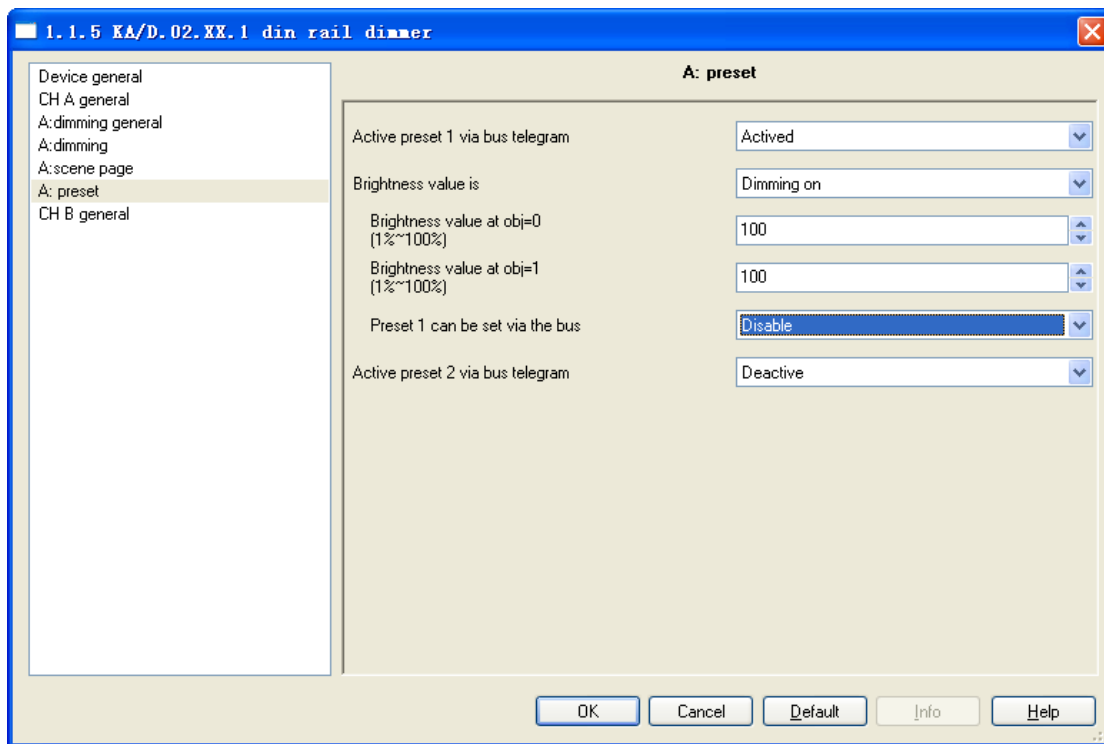 1.1.5 KA/D.02.XX.1 din rail dimmer
Device general
CH A general
A:dimming general
A:dimming
A:scene page
A: preset
CH B general
A: preset
Active preset 1 via bus telegram
Actived
Brightness value is
Dimming on
Brightness value at obj=0
(1%~100%)
100
Brightness value at obj=1
(1%~100%)
100
Preset 1 can be set via the bus
Disable
Active preset 2 via bus telegram
Deactive
OK
Cancel
Default
Info
Help